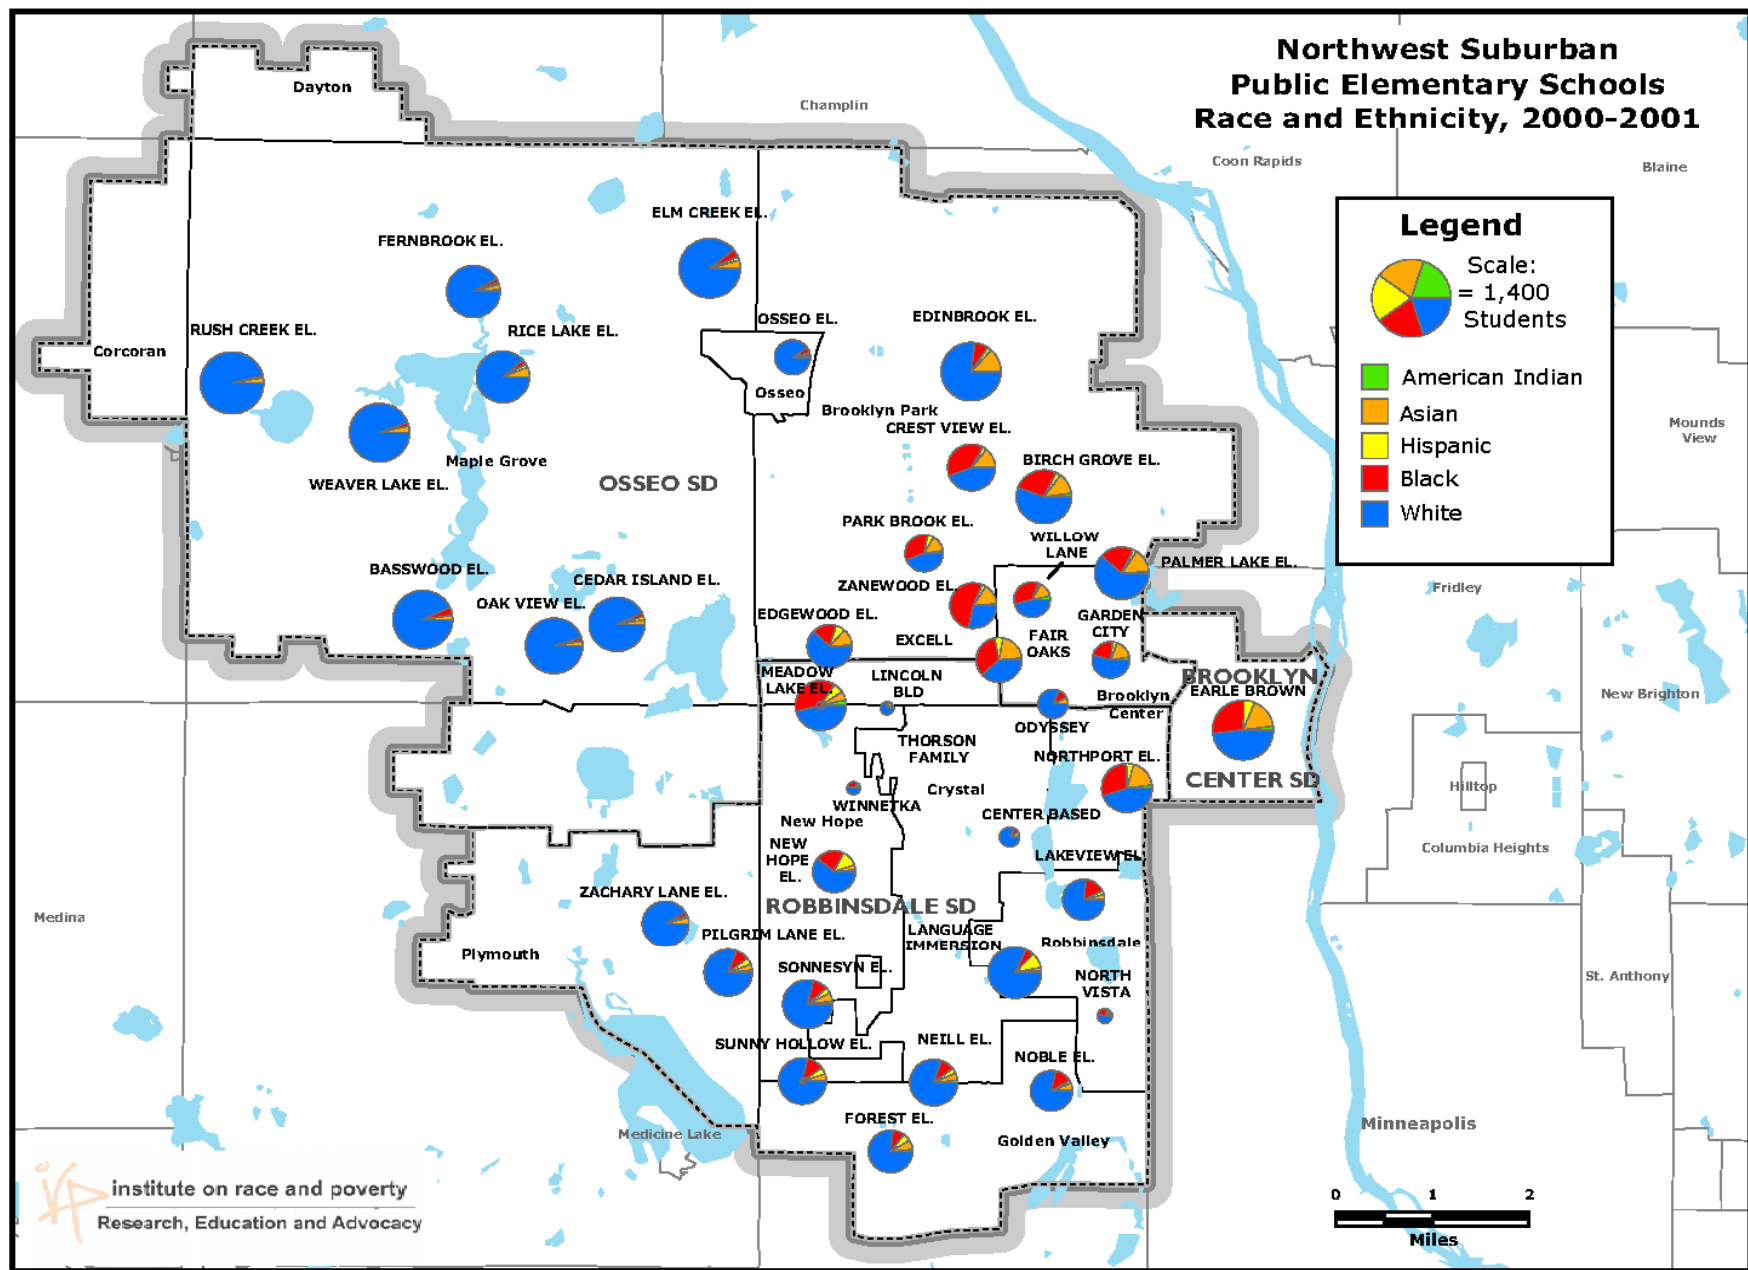 Northwest Suburban
Public Elementary Schools
Race and Ethnicity, 2000-2001
Dayton
Champlin
Coon Rapids
Blaine
Legend
Scale:
= 1,400
Students
American Indian
Asian
Hispanic
Black
White
ELM CREEK EL.
FERNBROOK EL.
RUSH CREEK EL.
RICE LAKE EL.
OSSEO EL.
EDINBROOK EL.
Corcoran
Osseo
Brooklyn Park
CREST VIEW EL.
Mounds
View
Maple Grove
BIRCH GROVE EL.
WEAVER LAKE EL.
OSSEO SD
PARK BROOK EL.
WILLOW
LANE
PALMER LAKE EL.
BASSWOOD EL.
CEDAR ISLAND EL.
ZANEWOOD EL.
Fridley
OAK VIEW EL.
EDGEWOOD EL.
GARDEN
CITY
EXCELL
FAIR
OAKS
MEADOW
LAKE EL.
LINCOLN
BLD
BROOKLYN
EARLE BROWN
Brooklyn
Center
New Brighton
ODYSSEY
THORSON
FAMILY
NORTHPORT EL.
CENTER SD
Hilltop
Crystal
WINNETKA
New Hope
CENTER BASED
NEW
HOPE
EL.
LAKEVIEW EL.
Columbia Heights
ZACHARY LANE EL.
ROBBINSDALE SD
Medina
PILGRIM LANE EL.
LANGUAGE
IMMERSION
Robbinsdale
Plymouth
SONNESYN EL.
NORTH
VISTA
St. Anthony
SUNNY HOLLOW EL.
NEILL EL.
NOBLE EL.
FOREST EL.
Medicine Lake
Golden Valley
Minneapolis
irp
institute on race and poverty
Research, Education and Advocacy
0 1 2
Miles